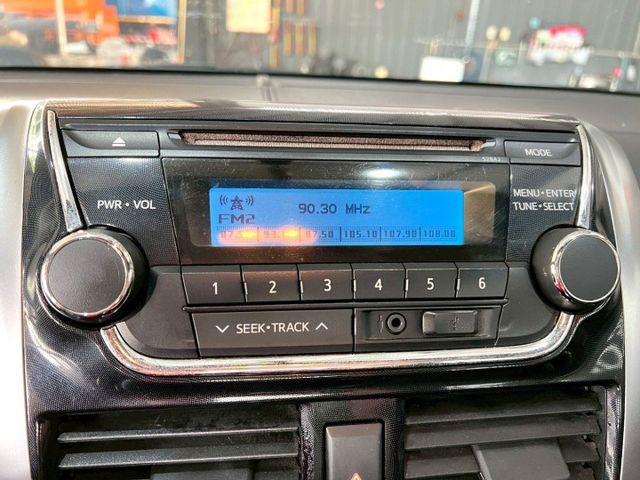 MODE
PWR • VOL
MENU • ENTER
TUNE • SELECT
90.30 MHz
FM2
87.50 105.10 107.90 108.00
1 2 3 4 5 6
∨ SEEK • TRACK ∧